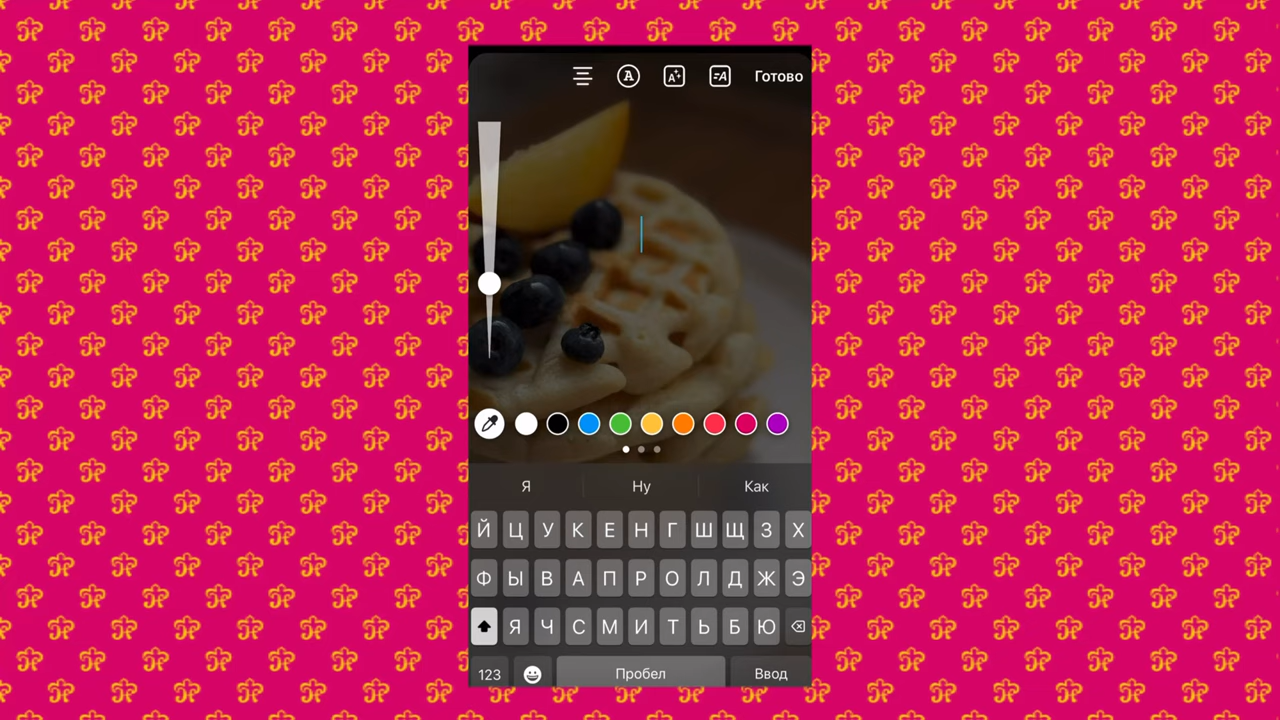 Готово
Я Ну Как
Й Ц У К Е Н Г Ш Щ З Х
Ф Ы В А П Р О Л Д Ж Э
Я Ч С М И Т Ь Б Ю
123 Пробел Ввод